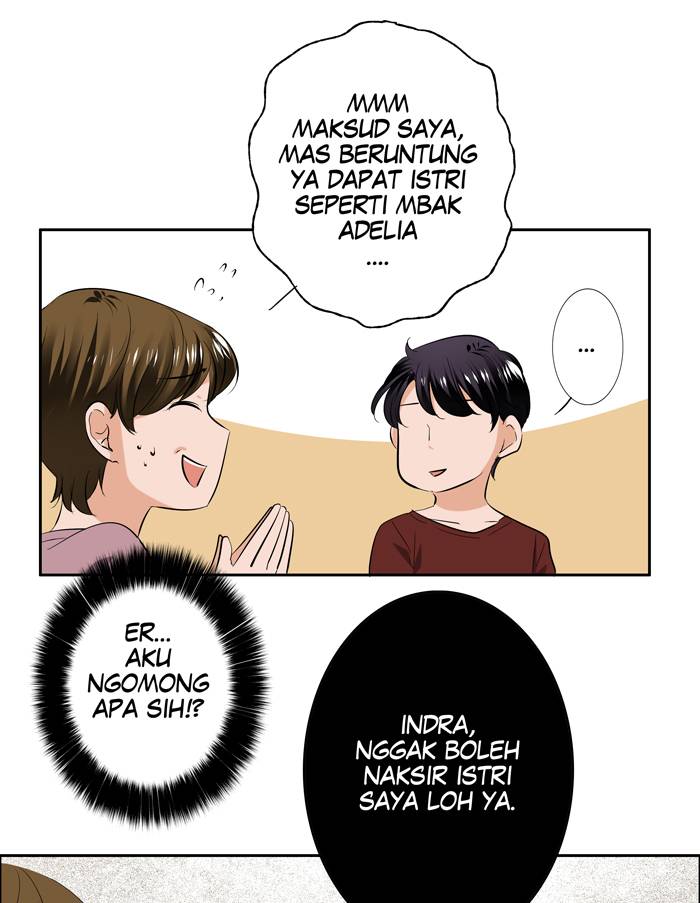 MMM
MAKSUD SAYA,
MAS BERUNTUNG
YA DAPAT ISTRI
SEPERTI MBAK
ADELIA
....
...
ER...
AKU
NGOMONG
APA SIH!?
INDRA,
NGGAK BOLEH
NAKSIR ISTRI
SAYA LOH YA.